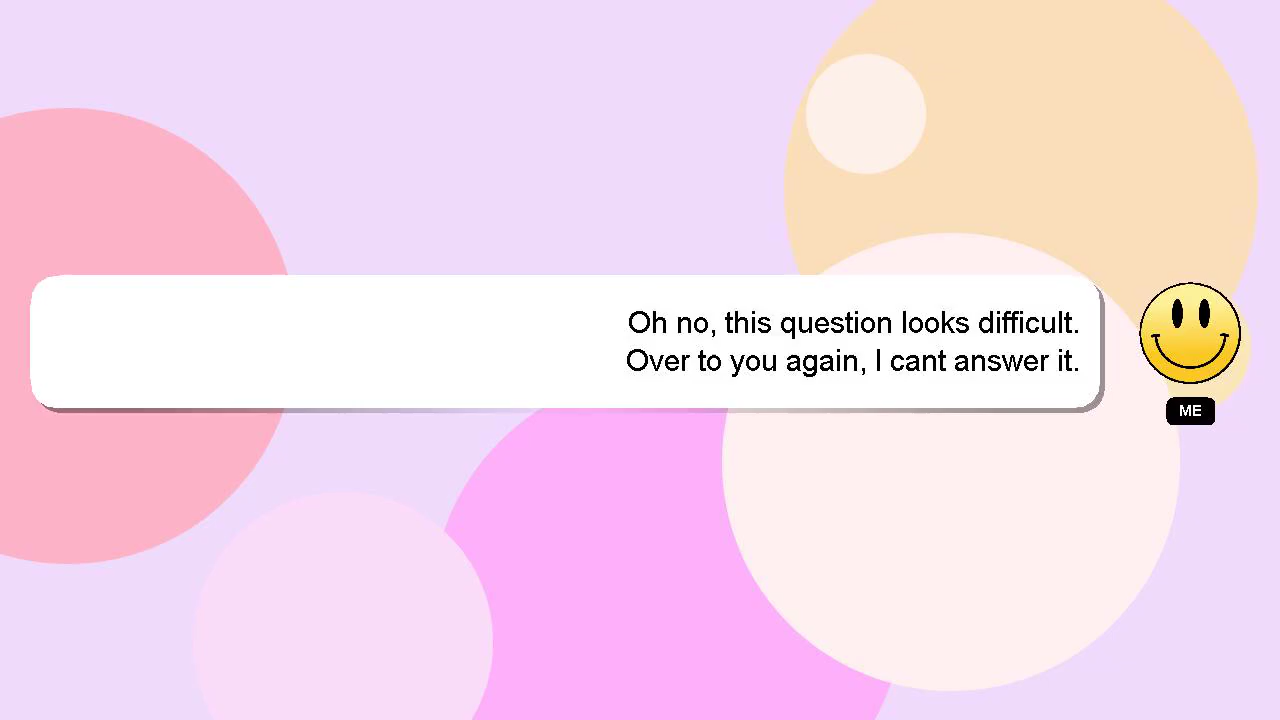 Oh no, this question looks difficult.
Over to you again, I cant answer it.
ME